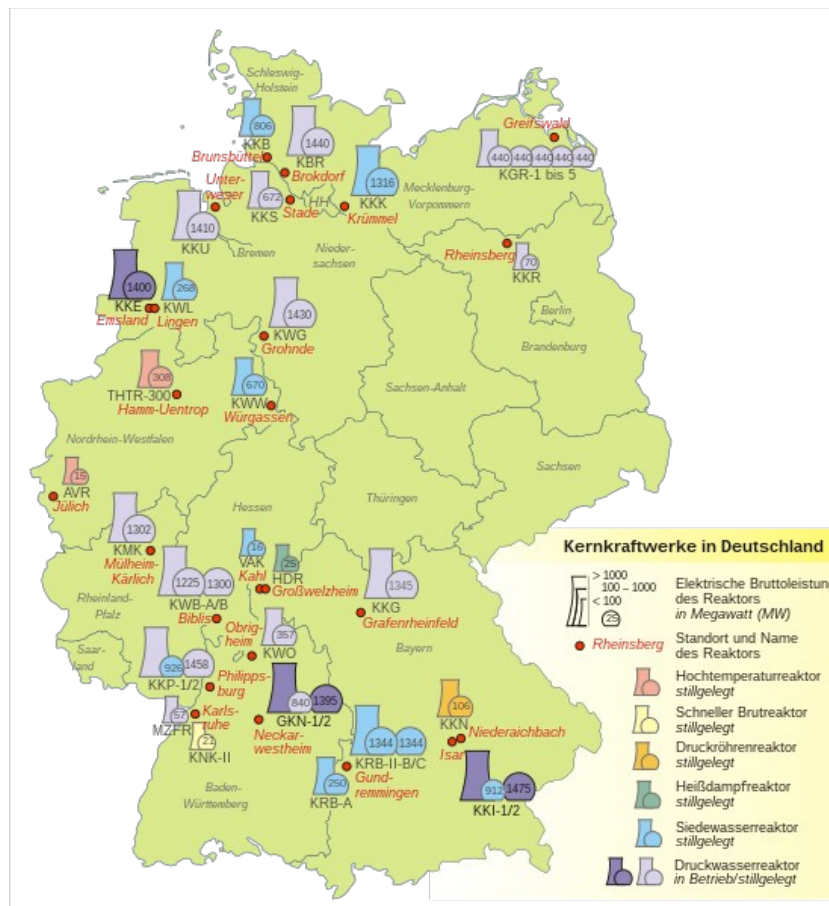 Schleswig-
Holstein
806
KKB
Brunsbüttel
1440
KBR
Brokdorf
Greifswald
440 440 440 440 440
KGR-1 bis 5
Unter-
weser
1410
KKU
672
KKS
Stade
HH
1316
KKK
Krümmel
Mecklenburg-
Vorpommern
Bremen
Nieder-
sachsen
Rheinsberg
70
KKR
1400
KKE
Emsland
268
KWL
Lingen
1430
KWG
Grohnde
Berlin
Brandenburg
308
THTR-300
Hamm-Uentrop
670
KWW
Würgassen
Sachsen-Anhalt
Nordrhein-Westfalen
15
AVR
Jülich
Hessen
Thüringen
Sachsen
1302
KMK
Mülheim-
Kärlich
16
VAK
Kahl
25
HDR
Großwelzheim
1225 1300
KWB-A/B
Biblis
1345
KKG
Grafenrheinfeld
Rheinland-
Pfalz
Obrig-
heim
357
KWO
Bayern
Saar-
land
926 1458
KKP-1/2
Philipps-
burg
57
MZFR
Karls-
ruhe
21
KNK-II
840 1395
GKN-1/2
Neckar-
westheim
106
KKN
Niederaichbach
Isar
1344 1344
KRB-II-B/C
250
KRB-A
Gund-
remmingen
912 1475
KKI-1/2
Baden-
Württemberg
Kernkraftwerke in Deutschland
> 1000
100 – 1000
< 100
25
Elektrische Bruttoleistung
des Reaktors
in Megawatt (MW)
Rheinsberg
Standort und Name
des Reaktors
Hochtemperaturreaktor
stillgelegt
Schneller Brutreaktor
stillgelegt
Druckröhrenreaktor
stillgelegt
Heißdampfreaktor
stillgelegt
Siedewasserreaktor
stillgelegt
Druckwasserreaktor
in Betrieb/stillgelegt